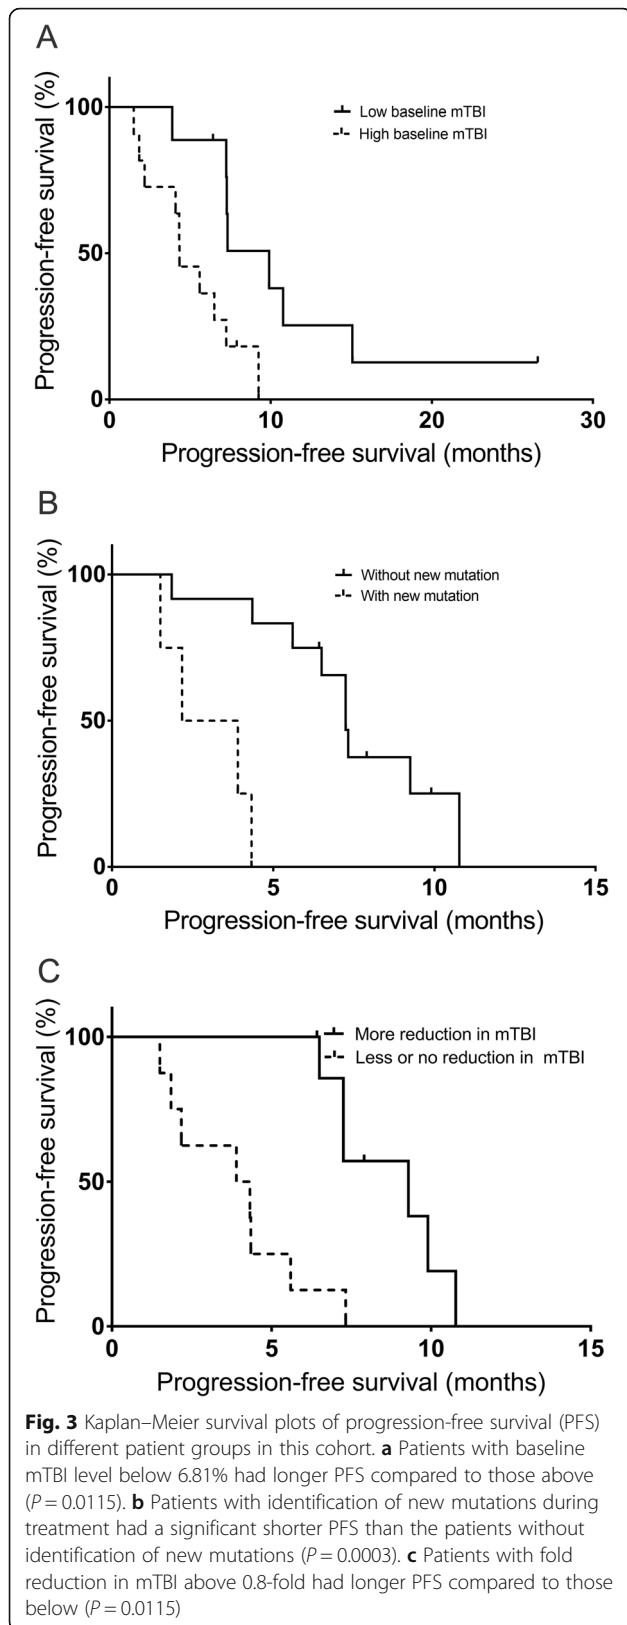 A
Progression-free survival (%)
100
50
0
Low baseline mTBI
High baseline mTBI
0 10 20 30
Progression-free survival (months)
B
Progression-free survival (%)
100
50
0
Without new mutation
With new mutation
0 5 10 15
Progression-free survival (months)
C
Progression-free survival (%)
100
50
0
More reduction in mTBI
Less or no reduction in mTBI
0 5 10 15
Progression-free survival (months)
Fig. 3 Kaplan–Meier survival plots of progression-free survival (PFS)
in different patient groups in this cohort. a Patients with baseline
mTBI level below 6.81% had longer PFS compared to those above
(P = 0.0115). b Patients with identification of new mutations during
treatment had a significant shorter PFS than the patients without
identification of new mutations (P = 0.0003). c Patients with fold
reduction in mTBI above 0.8-fold had longer PFS compared to those
below (P = 0.0115)